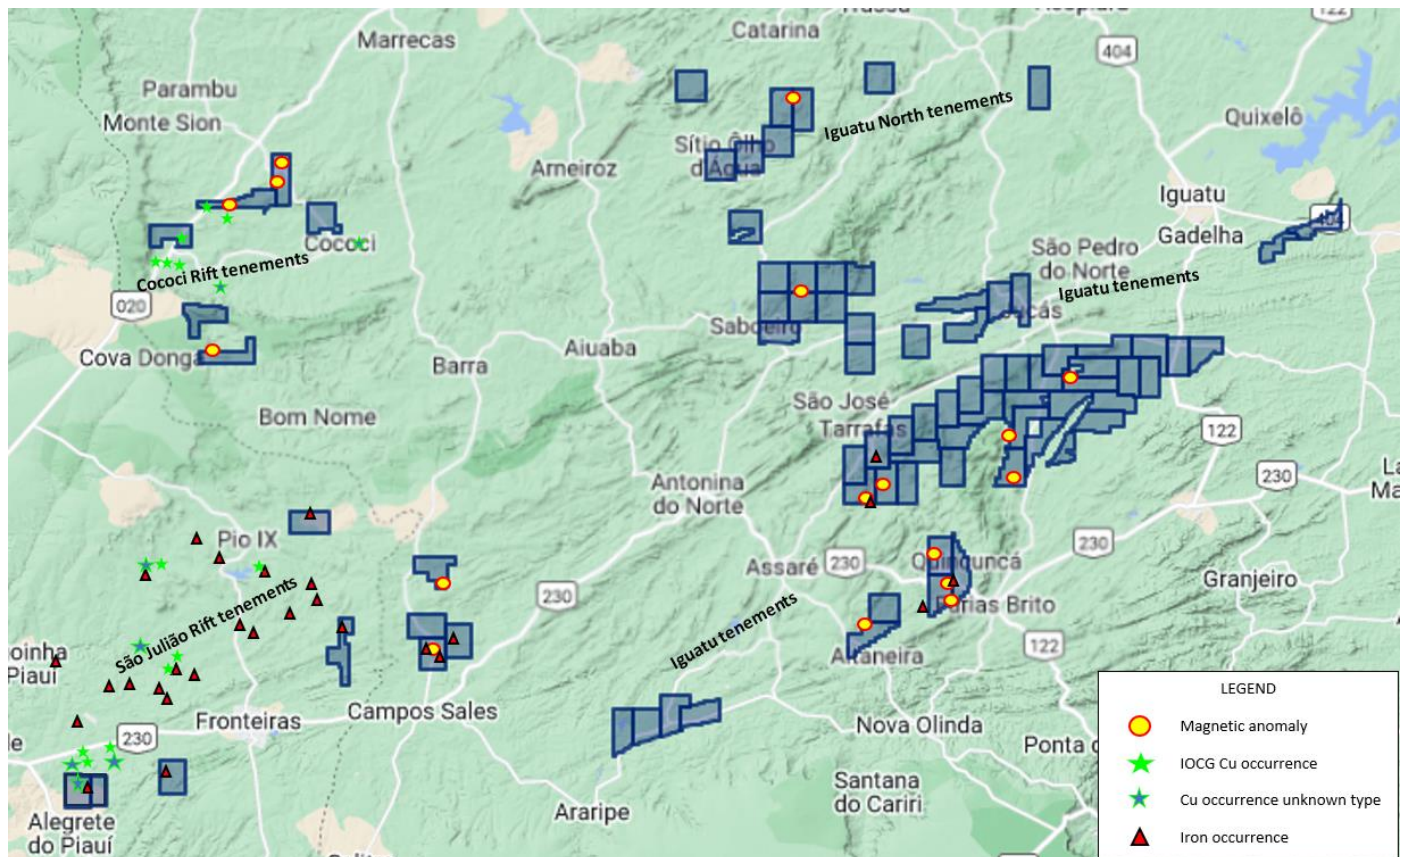 122
Catarina
Marrecas
404
Parambu
Monte Sion
Iguatu North tenements
Quixelô
Sítio Ôlho
d'Água
Arneiroz
Iguatu
404
Gadelha
Cococi
São Pedro
do Norte
Cococi Rift tenements
Iguatu tenements
020
Saboeiro
Cova Donga
Aiuaba
Barra
São José
Tarrafas
Bom Nome
122
230
Antonina
do Norte
Pio IX
230
Assaré
230
Quincuncá
Granjeiro
230
Farias Brito
São Julião Rift tenements
Iguatu tenements
122
Altaneira
Piauí
Campos Sales
Fronteiras
Nova Olinda
230
Santana
do Cariri
Araripe
Alegrete
do Piauí
LEGEND
Magnetic anomaly
IOCG Cu occurrence
Cu occurrence unknown type
Iron occurrence